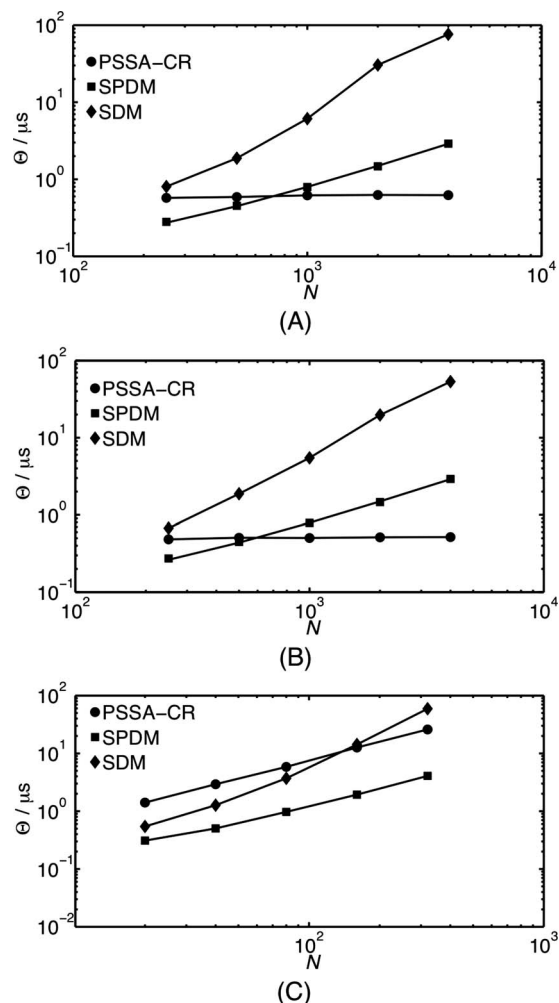 10²
PSSA-CR
SPDM
SDM
10¹
Θ / μs
10⁰
10⁻¹
10² 10³ 10⁴
N
(A)
10²
PSSA-CR
SPDM
SDM
10¹
Θ / μs
10⁰
10⁻¹
10² 10³ 10⁴
N
(B)
10²
PSSA-CR
SPDM
SDM
10¹
Θ / μs
10⁰
10⁻¹
10⁻²
10² 10³
N
(C)